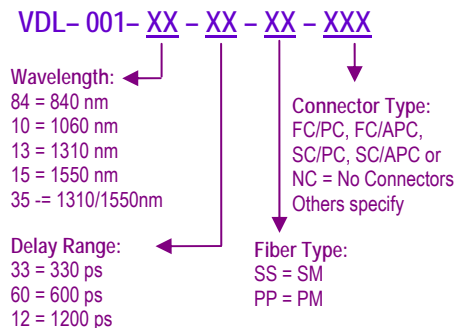 VDL– 001– XX – XX – XX – XXX
Wavelength:
84 = 840 nm
10 = 1060 nm
13 = 1310 nm
15 = 1550 nm
35 -= 1310/1550nm
Connector Type:
FC/PC, FC/APC,
SC/PC, SC/APC or
NC = No Connectors
Others specify
Delay Range:
33 = 330 ps
60 = 600 ps
12 = 1200 ps
Fiber Type:
SS = SM
PP = PM